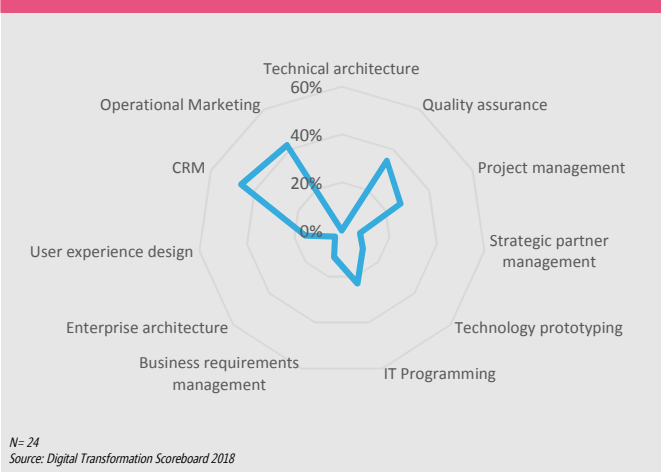 Technical architecture
60%
Operational Marketing
Quality assurance
40%
CRM
Project management
20%
0%
Strategic partner
management
User experience design
Enterprise architecture
Technology prototyping
Business requirements
management
IT Programming
N= 24
Source: Digital Transformation Scoreboard 2018